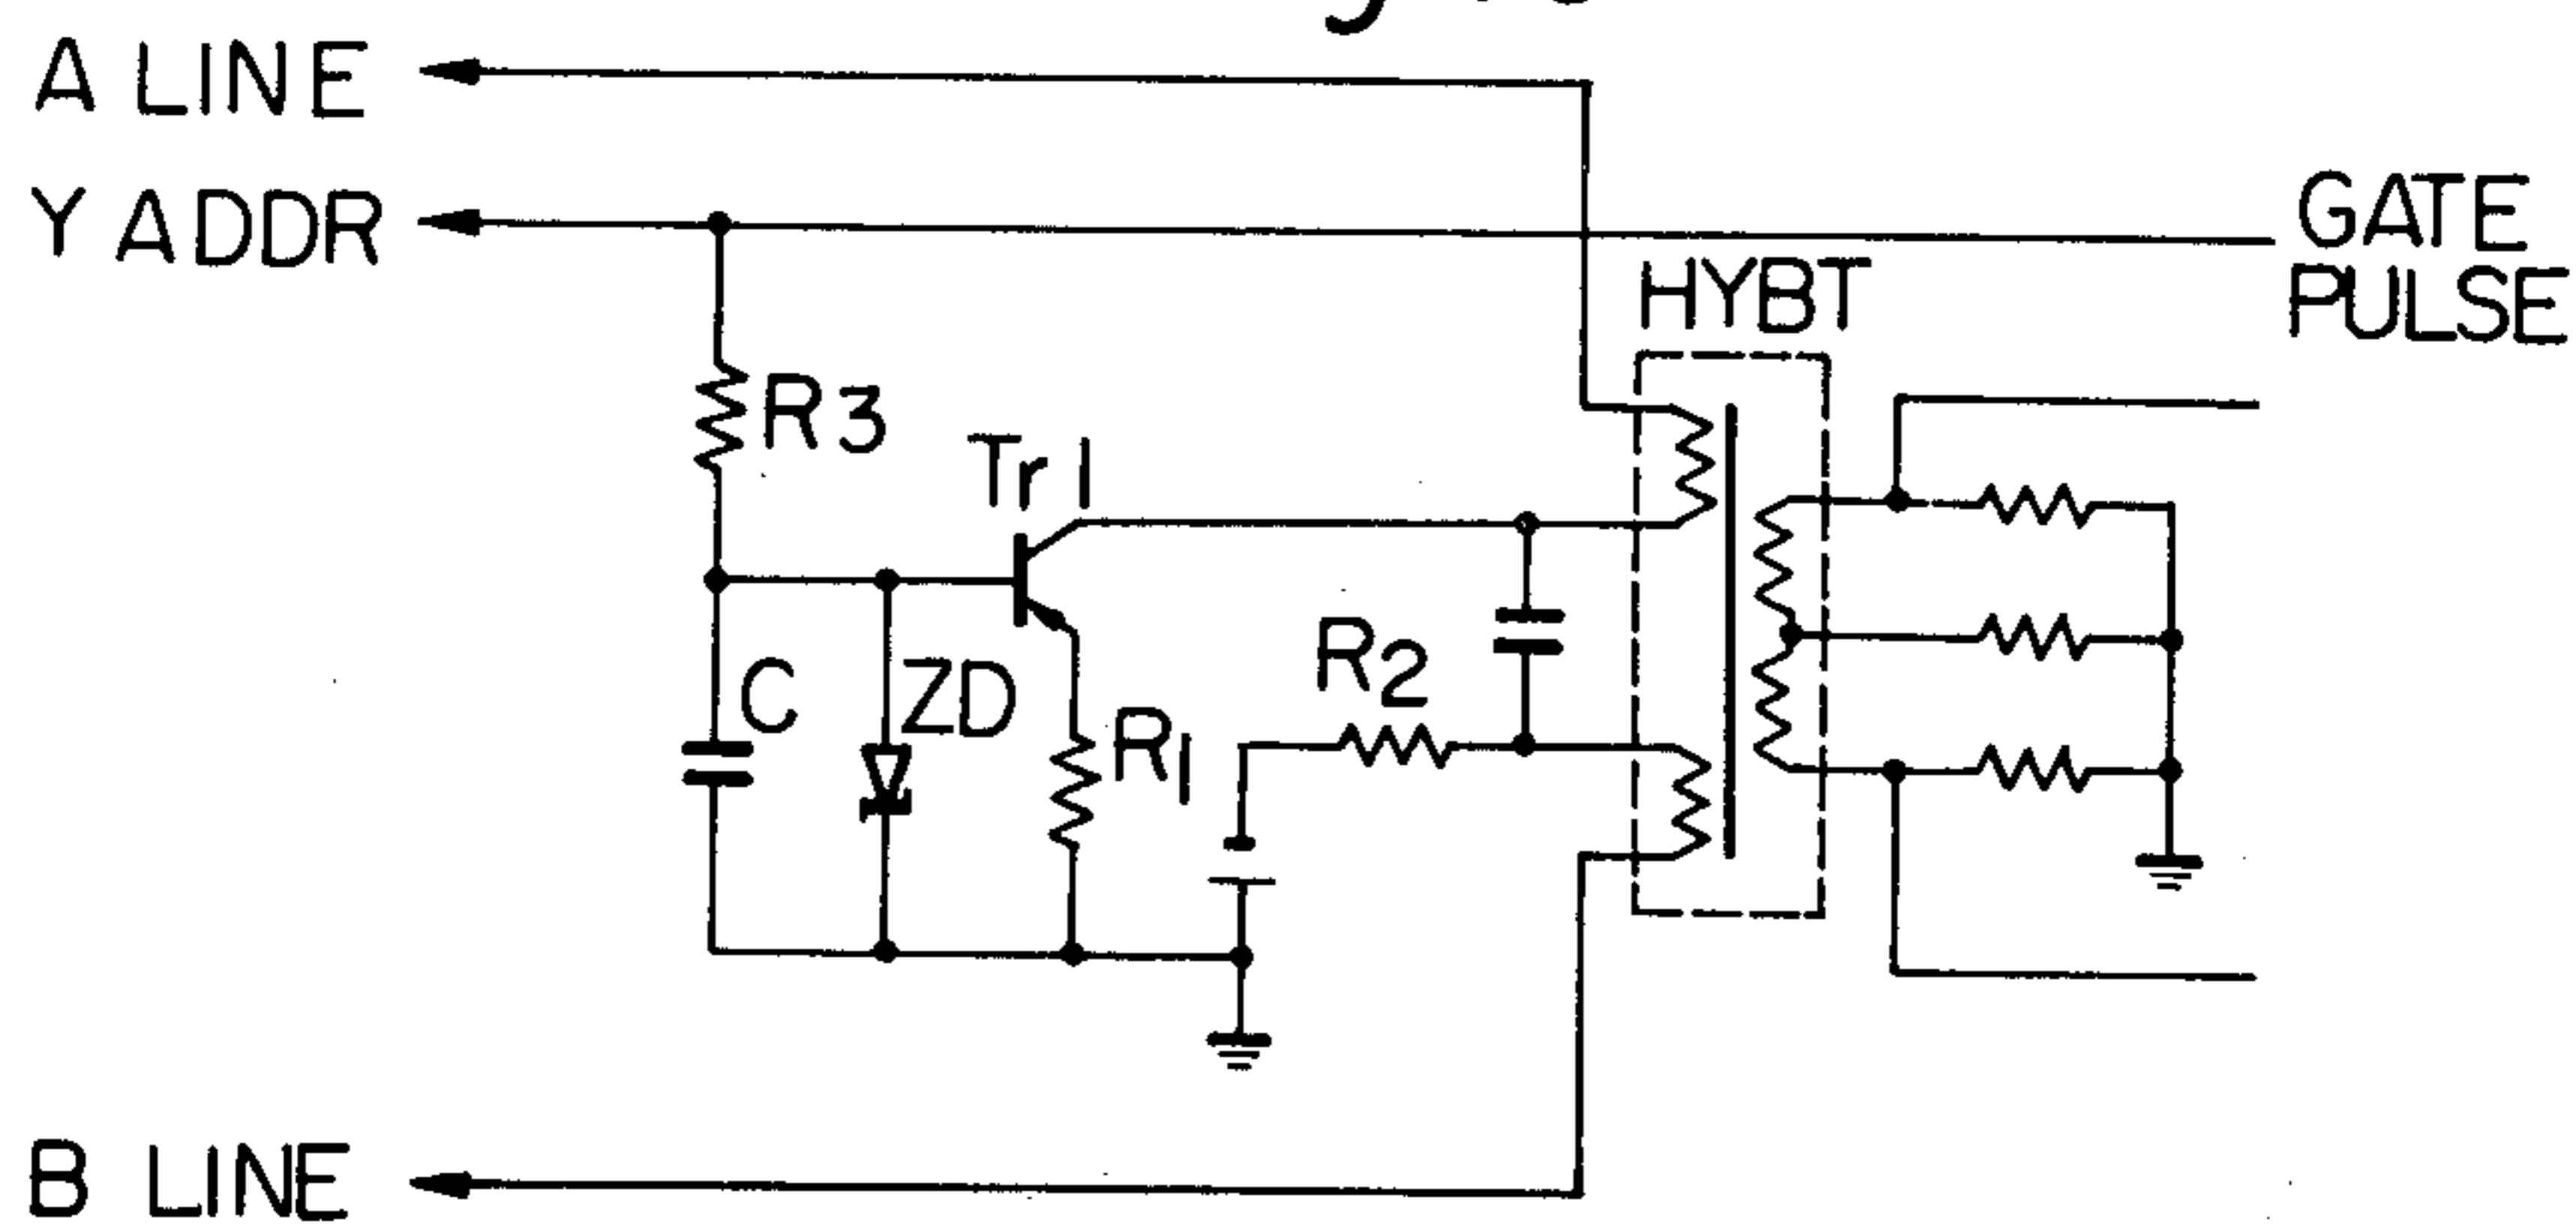 A LINE
Y ADDR
GATE
PULSE
HYBT
R3
Tr1
C
ZD
R2
R1
B LINE